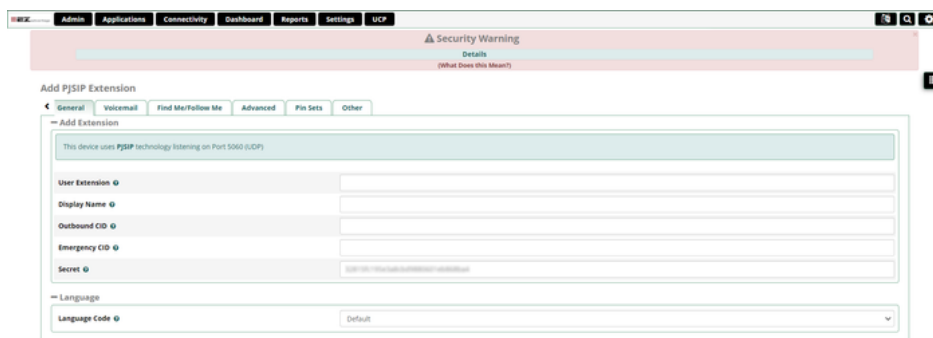 Admin Applications Connectivity Dashboard Reports Settings UCP
Security Warning
Details
(What Does this Mean?)
Add PJSIP Extension
General Voicemail Find Me/Follow Me Advanced Pin Sets Other
Add Extension
This device uses PJSIP technology listening on Port 5060 (UDP)
User Extension
Display Name
Outbound CID
Emergency CID
Secret
Language
Language Code Default